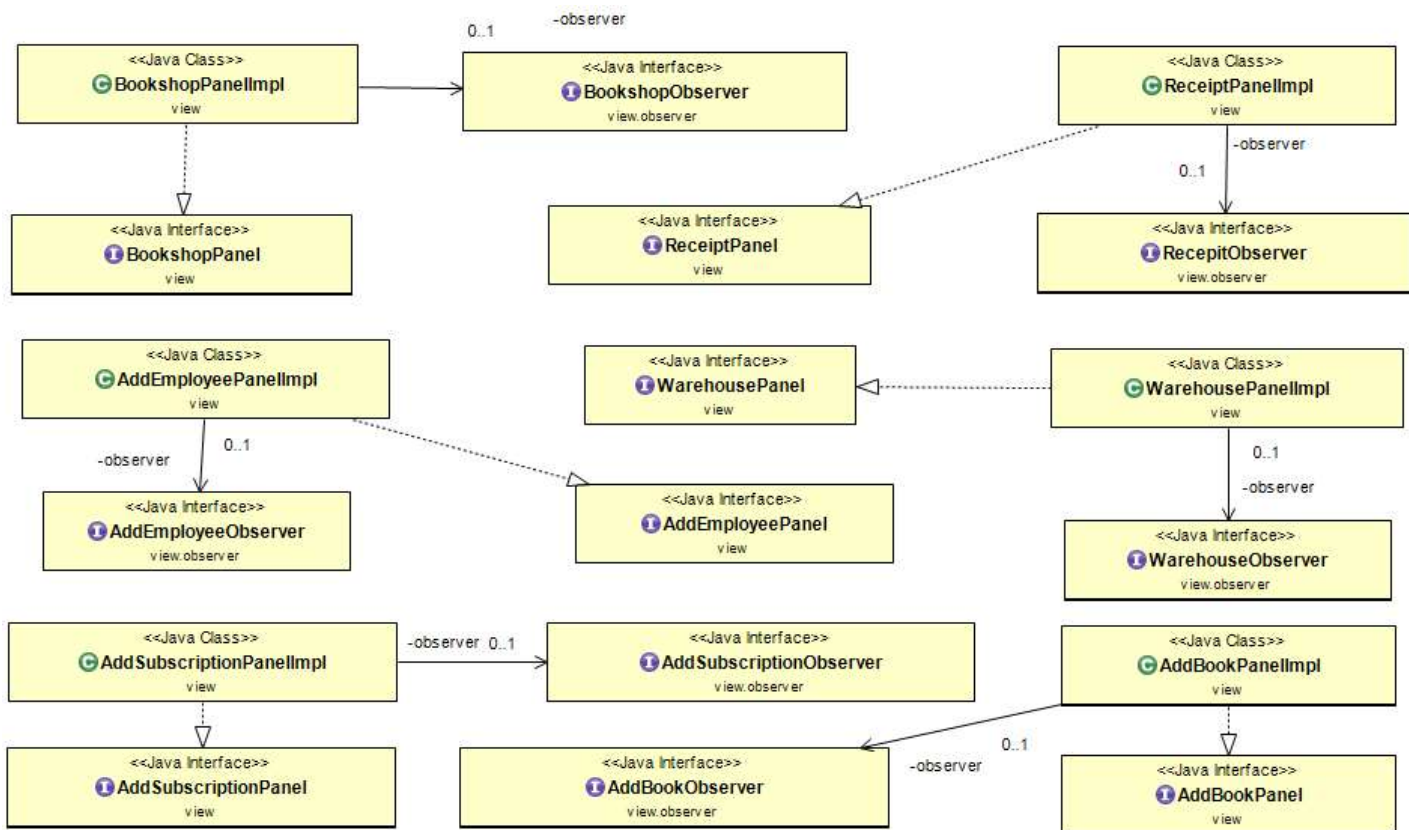 -observer
0..1
<<Java Class>>
BookshopPanelImpl
view
<<Java Interface>>
BookshopObserver
view.observer
<<Java Class>>
ReceiptPanelImpl
view
-observer
0..1
<<Java Interface>>
BookshopPanel
view
<<Java Interface>>
ReceiptPanel
view
<<Java Interface>>
RecepitObserver
view.observer
<<Java Class>>
AddEmployeePanelImpl
view
<<Java Interface>>
WarehousePanel
view
<<Java Class>>
WarehousePanelImpl
view
0..1
-observer
0..1
-observer
<<Java Interface>>
AddEmployeeObserver
view.observer
<<Java Interface>>
AddEmployeePanel
view
<<Java Interface>>
WarehouseObserver
view.observer
<<Java Class>>
AddSubscriptionPanelImpl
view
-observer 0..1
<<Java Interface>>
AddSubscriptionObserver
view.observer
<<Java Class>>
AddBookPanelImpl
view
0..1
-observer
<<Java Interface>>
AddSubscriptionPanel
view
<<Java Interface>>
AddBookObserver
view.observer
<<Java Interface>>
AddBookPanel
view